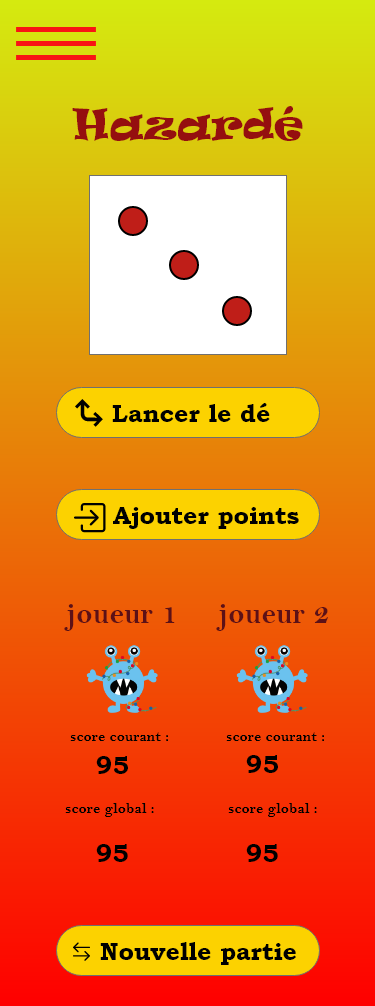 Hazardé
Lancer le dé
Ajouter points
joueur 1 joueur 2
score courant : score courant :
95 95
score global : score global :
95 95
Nouvelle partie